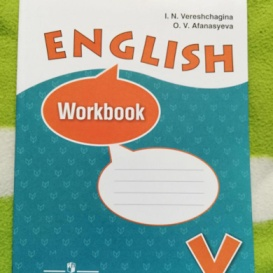 I. N. Vereshchagina
O. V. Afanasyeva
ENGLISH
Workbook
V